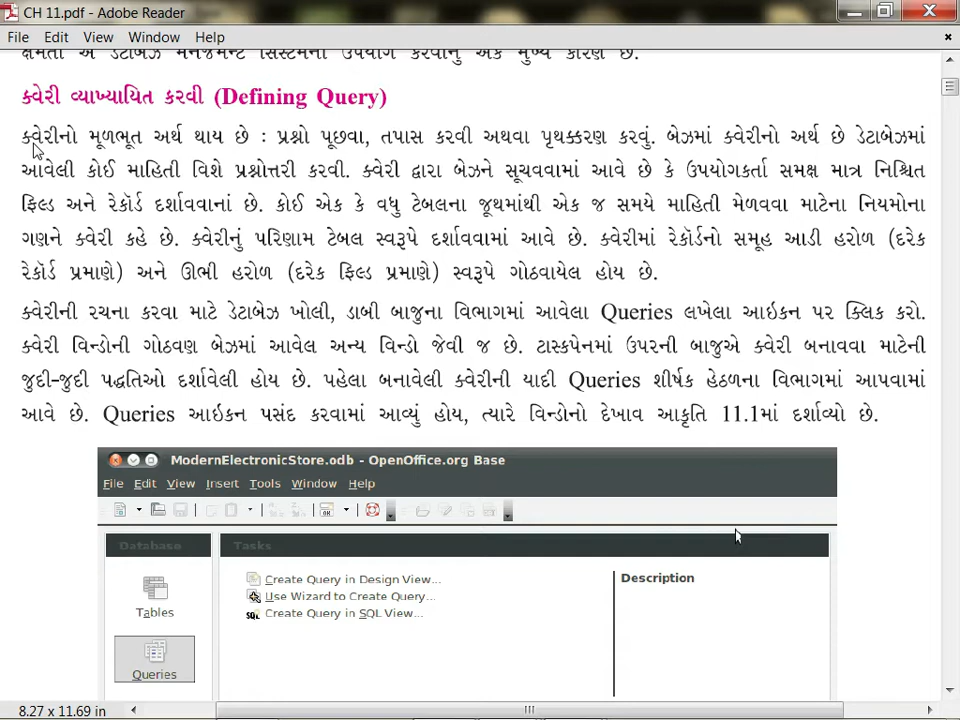 CH 11.pdf - Adobe Reader
File Edit View Window Help
ક્ષમતા એ ડેટાબેઝ મૅનેજમેન્ટ સિસ્ટમનો ઉપયોગ કરવાનું એક મુખ્ય કારણ છે.
ક્વેરી વ્યાખ્યાયિત કરવી (Defining Query)
ક્વેરીનો મૂળભૂત અર્થ થાય છે : પ્રશ્નો પૂછવા, તપાસ કરવી અથવા પૃથક્કરણ કરવું. બેઝમાં ક્વેરીનો અર્થ છે ડેટાબેઝમાં
આવેલી કોઈ માહિતી વિશે પ્રશ્નોત્તરી કરવી. ક્વેરી દ્વારા બેઝને સૂચવવામાં આવે છે કે ઉપયોગકર્તા સમક્ષ માત્ર નિશ્ચિત
ફિલ્ડ અને રેકૉર્ડ દર્શાવવાનાં છે. કોઈ એક કે વધુ ટેબલના જૂથમાંથી એક જ સમયે માહિતી મેળવવા માટેના નિયમોના
ગણને ક્વેરી કહે છે. ક્વેરીનું પરિણામ ટેબલ સ્વરૂપે દર્શાવવામાં આવે છે. ક્વેરીમાં રેકૉર્ડનો સમૂહ આડી હરોળ (દરેક
રેકૉર્ડ પ્રમાણે) અને ઊભી હરોળ (દરેક ફિલ્ડ પ્રમાણે) સ્વરૂપે ગોઠવાયેલ હોય છે.
ક્વેરીની રચના કરવા માટે ડેટાબેઝ ખોલી, ડાબી બાજુના વિભાગમાં આવેલા Queries લખેલા આઇકન પર ક્લિક કરો.
ક્વેરી વિન્ડોની ગોઠવણ બેઝમાં આવેલ અન્ય વિન્ડો જેવી જ છે. ટાસ્કપેનમાં ઉપરની બાજુએ ક્વેરી બનાવવા માટેની
જુદી-જુદી પદ્ધતિઓ દર્શાવેલી હોય છે. પહેલા બનાવેલી ક્વેરીની યાદી Queries શીર્ષક હેઠળના વિભાગમાં આપવામાં
આવે છે. Queries આઇકન પસંદ કરવામાં આવ્યું હોય, ત્યારે વિન્ડોનો દેખાવ આકૃતિ 11.1માં દર્શાવ્યો છે.
ModernElectronicStore.odb - OpenOffice.org Base
File Edit View Insert Tools Window Help
Database Tasks
Create Query in Design View...
Description
Use Wizard to Create Query...
Create Query in SQL View...
Tables
Queries
8.27 x 11.69 in